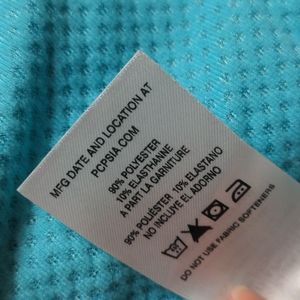 MFG DATE AND LOCATION AT
PCPSIA.COM
90% POLYESTER
10% ELASTHANNE
A PART LA GARNITURE
90% POLIÉSTER 10% ELASTANO
NO INCLUYE EL ADORNO
DO NOT USE FABRIC SOFTENERS